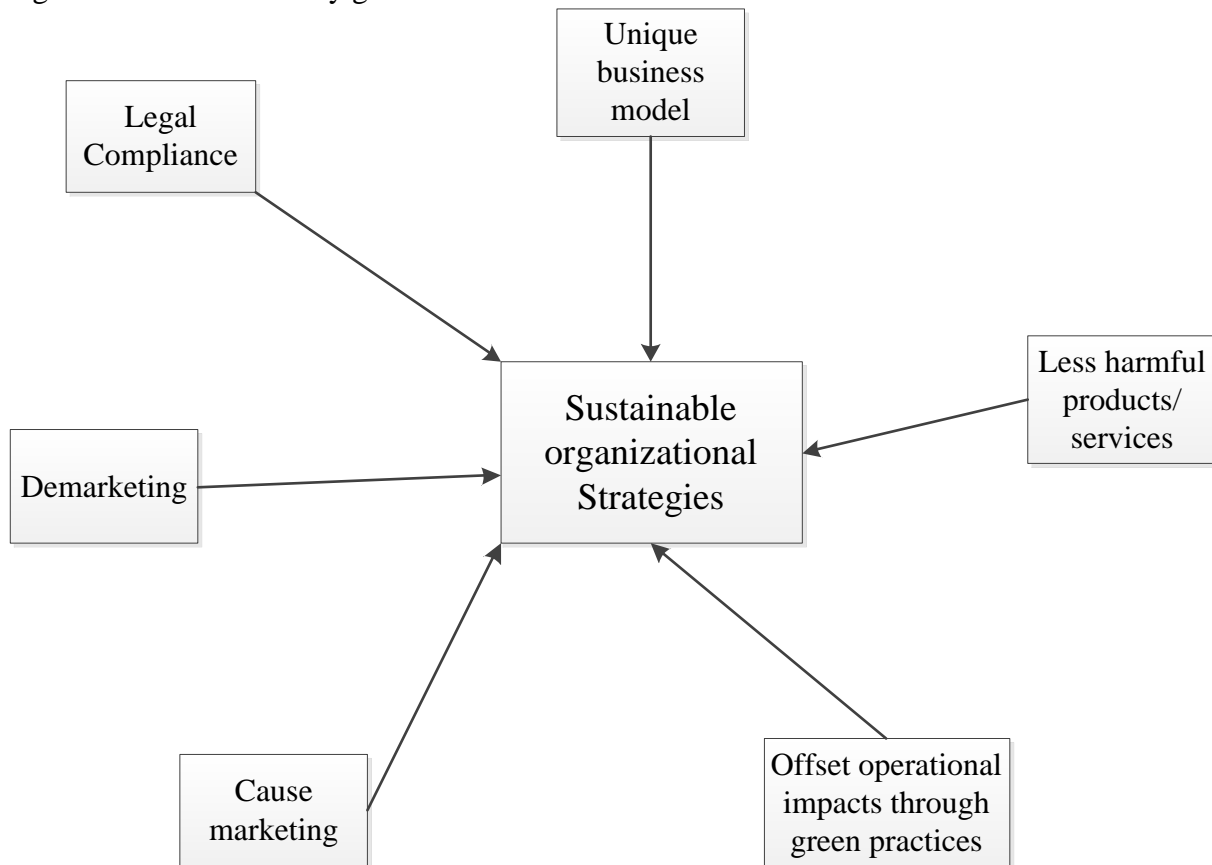 Unique
business
model
Legal
Compliance
Less harmful
products/
services
Sustainable
organizational
Strategies
Demarketing
Cause
marketing
Offset operational
impacts through
green practices